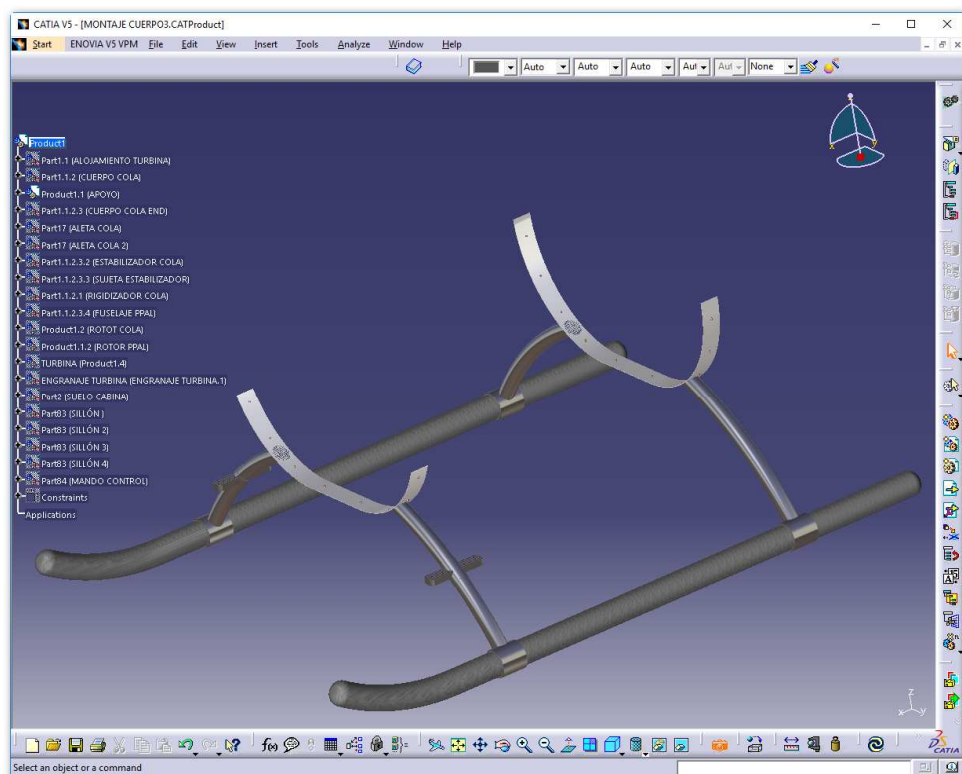 CATIA V5 - [MONTAJE CUERPO3.CATProduct]
Start ENOVIA V5 VPM File Edit View Insert Tools Analyze Window Help
Auto Auto Auto Aut Aut None
Product1
Part1.1 (ALOJAMIENTO TURBINA)
Part1.1.2 (CUERPO COLA)
Product1.1 (APOYO)
Part1.1.2.3 (CUERPO COLA END)
Part17 (ALETA COLA)
Part17 (ALETA COLA 2)
Part1.1.2.3.2 (ESTABILIZADOR COLA)
Part1.1.2.3.3 (SUJETA ESTABILIZADOR)
Part1.1.2.1 (RIGIDIZADOR COLA)
Part1.1.2.3.4 (FUSELAJE PPAL)
Product1.2 (ROTOT COLA)
Product1.1.2 (ROTOR PPAL)
TURBINA (Product1.4)
ENGRANAJE TURBINA (ENGRANAJE TURBINA.1)
Part2 (SUELO CABINA)
Part83 (SILLÓN )
Part83 (SILLÓN 2)
Part83 (SILLÓN 3)
Part83 (SILLÓN 4)
Part84 (MANDO CONTROL)
Constraints
Applications
z
x y
f(x)
CATIA
Select an object or a command